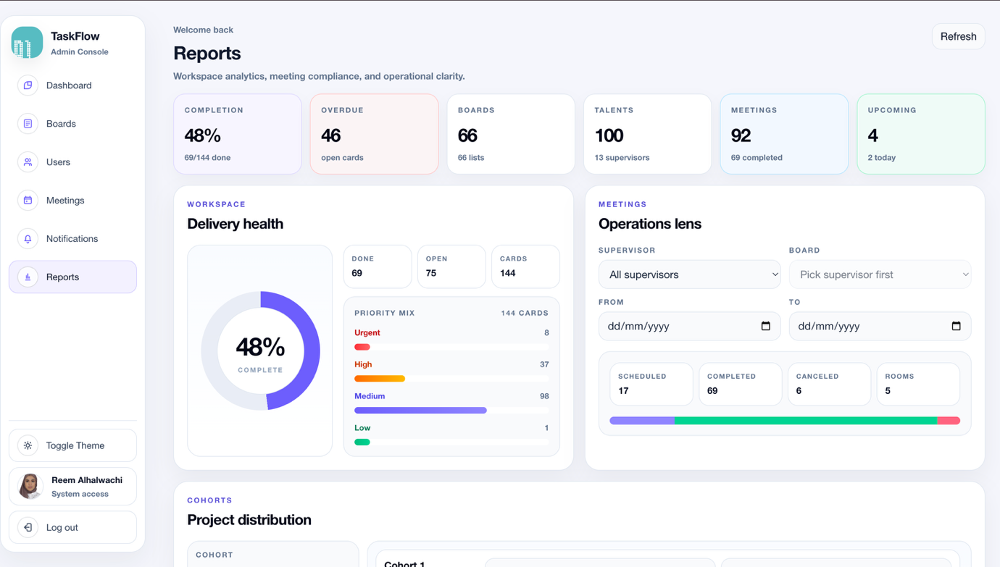 TaskFlow
Admin Console
Dashboard
Boards
Users
Meetings
Notifications
Reports
Toggle Theme
Reem Alhalwachi
System access
Log out
Welcome back
Reports
Workspace analytics, meeting compliance, and operational clarity.
Refresh
COMPLETION
48%
69/144 done
OVERDUE
46
open cards
BOARDS
66
66 lists
TALENTS
100
13 supervisors
MEETINGS
92
69 completed
UPCOMING
4
2 today
WORKSPACE
Delivery health
48%
COMPLETE
DONE
69
OPEN
75
CARDS
144
PRIORITY MIX 144 CARDS
Urgent 8
High 37
Medium 98
Low 1
MEETINGS
Operations lens
SUPERVISOR
All supervisors
BOARD
Pick supervisor first
FROM
dd/mm/yyyy
TO
dd/mm/yyyy
SCHEDULED
17
COMPLETED
69
CANCELED
6
ROOMS
5
COHORTS
Project distribution
COHORT
Cohort 1